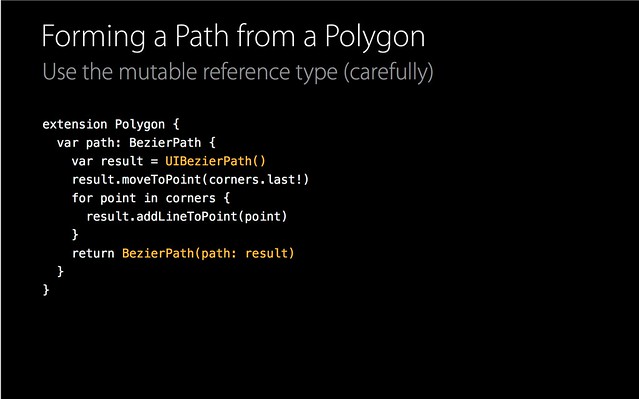 Forming a Path from a Polygon
Use the mutable reference type (carefully)
extension Polygon {
  var path: BezierPath {
    var result = UIBezierPath()
    result.moveToPoint(corners.last!)
    for point in corners {
      result.addLineToPoint(point)
    }
    return BezierPath(path: result)
  }
}